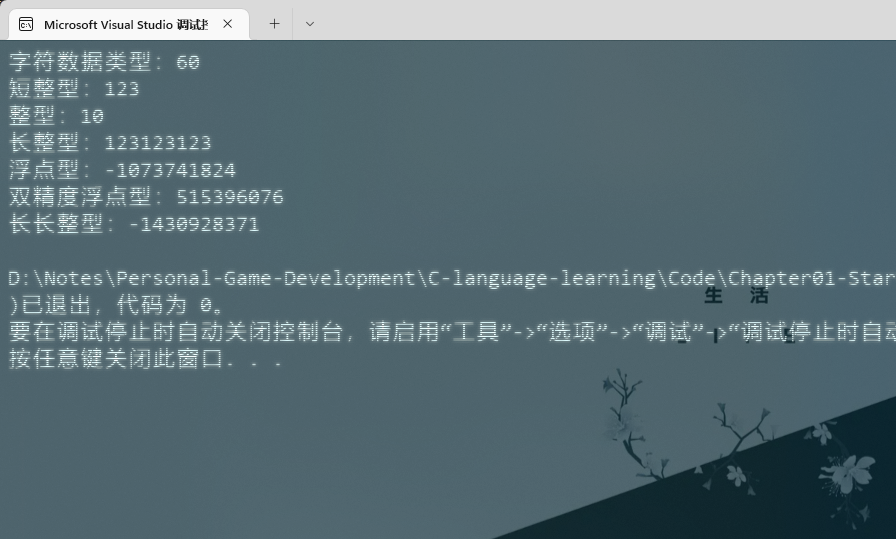 Microsoft Visual Studio 调试
字符数据类型：60
短整型：123
整型：10
长整型：123123123
浮点型：-1073741824
双精度浮点型：515396076
长长整型：-1430928371
D:\Notes\Personal-Game-Development\C-language-learning\Code\Chapter01-Star
生 活
)已退出，代码为 0。
要在调试停止时自动关闭控制台，请启用“工具”->“选项”->“调试”->“调试停止时自动
按任意键关闭此窗口. . .